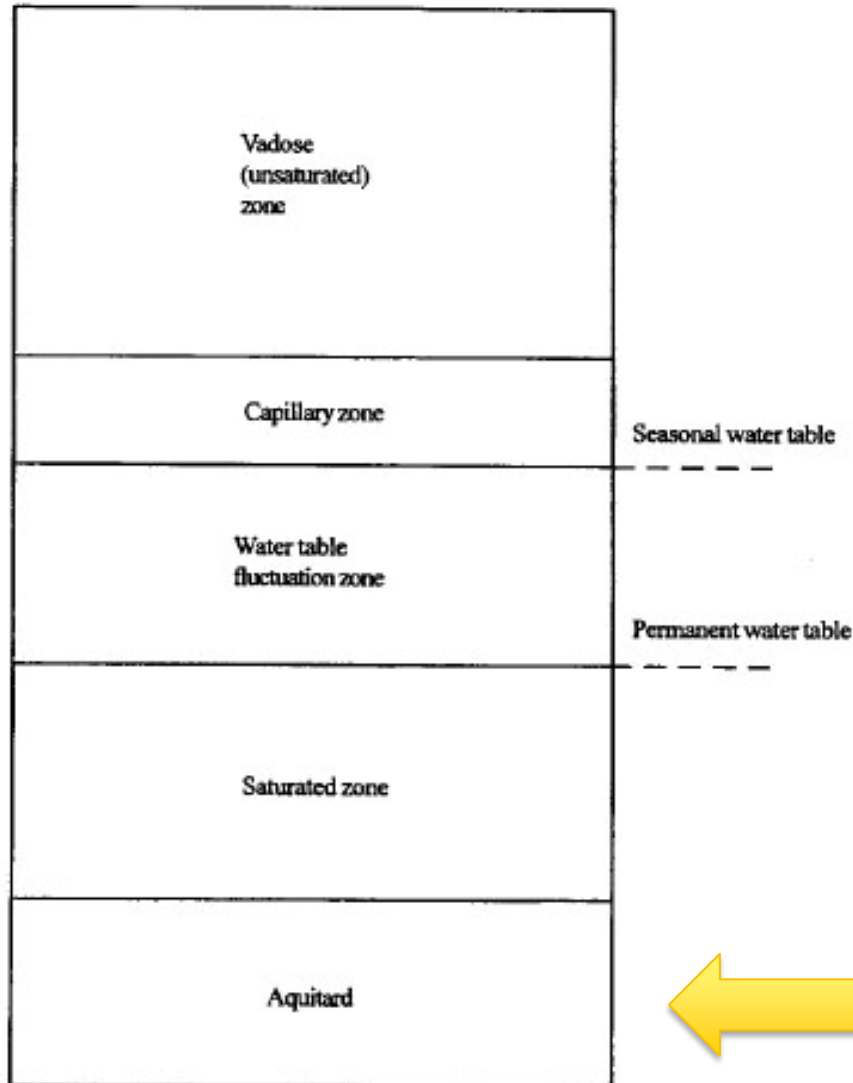 Vadose
(unsaturated)
zone
Capillary zone
Seasonal water table
Water table
fluctuation zone
Permanent water table
Saturated zone
Aquitard